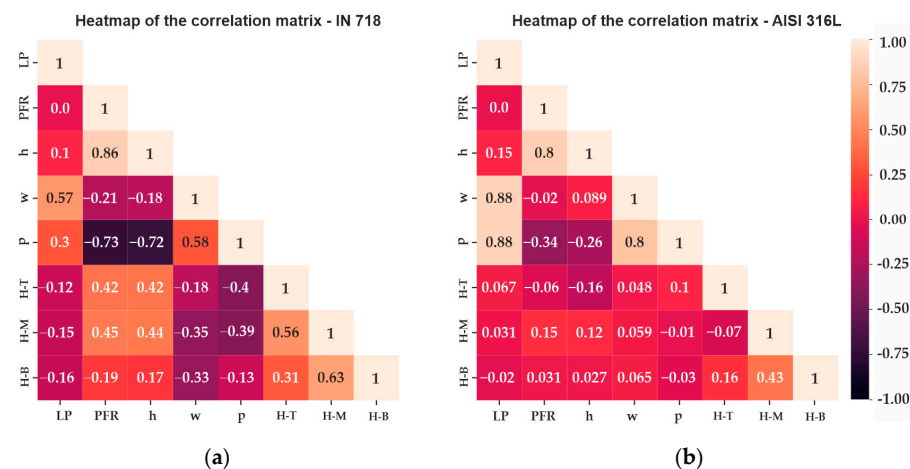 Heatmap of the correlation matrix - IN 718
LP 1
PFR 0.0 1
h 0.1 0.86 1
w 0.57 −0.21 −0.18 1
p 0.3 −0.73 −0.72 0.58 1
H-T −0.12 0.42 0.42 −0.18 −0.4 1
H-M −0.15 0.45 0.44 −0.35 −0.39 0.56 1
H-B −0.16 −0.19 0.17 −0.33 −0.13 0.31 0.63 1
LP PFR h w p H-T H-M H-B
(a)
Heatmap of the correlation matrix - AISI 316L
LP 1
PFR 0.0 1
h 0.15 0.8 1
w 0.88 −0.02 0.089 1
p 0.88 −0.34 −0.26 0.8 1
H-T 0.067 −0.06 −0.16 0.048 0.1 1
H-M 0.031 0.15 0.12 0.059 −0.01 −0.07 1
H-B −0.02 0.031 0.027 0.065 −0.03 0.16 0.43 1
LP PFR h w p H-T H-M H-B
(b)
1.00
0.75
0.50
0.25
0.00
−0.25
−0.50
−0.75
−1.00